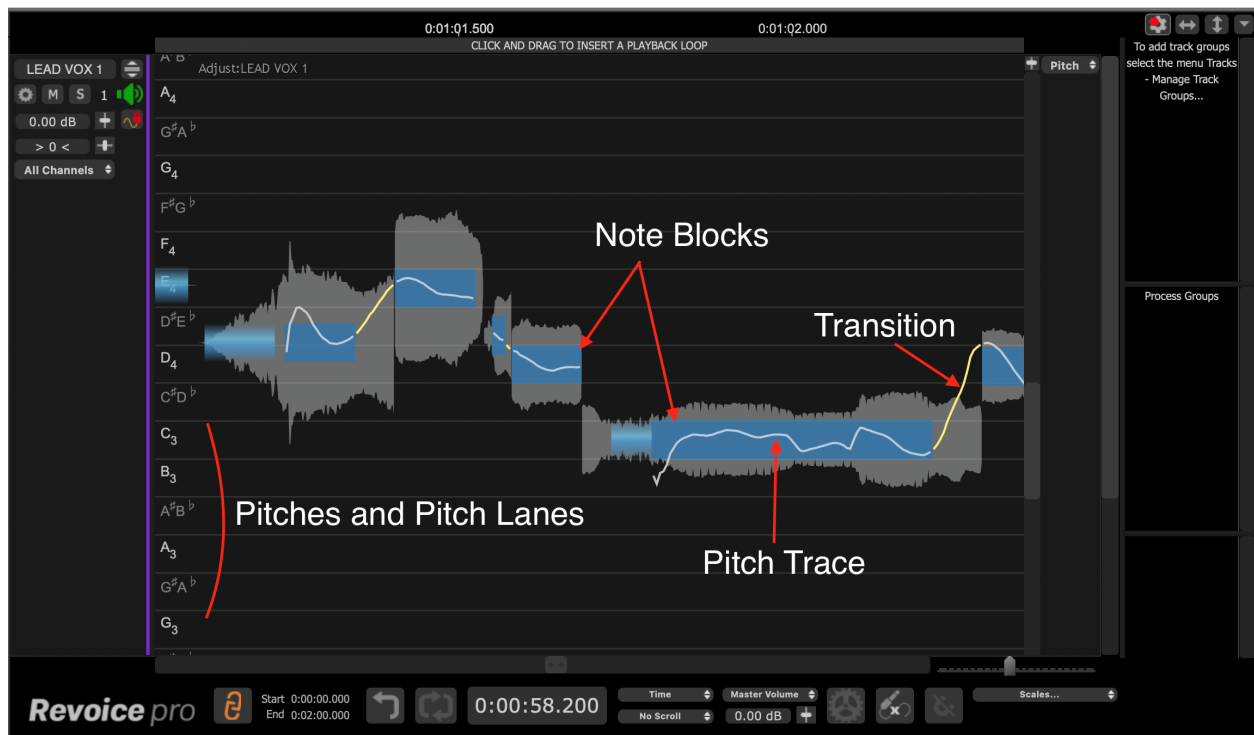 0:01:01.500
0:01:02.000
CLICK AND DRAG TO INSERT A PLAYBACK LOOP
To add track groups
select the menu Tracks
- Manage Track
Groups...
LEAD VOX 1
Adjust:LEAD VOX 1
Pitch
M S 1
0.00 dB
> 0 <
All Channels
A₄
G♯A♭
G₄
F♯G♭
F₄
E₄
D♯E♭
D₄
C♯D♭
C₃
B₃
A♯B♭
A₃
G♯A♭
G₃
Note Blocks
Transition
Pitches and Pitch Lanes
Pitch Trace
Process Groups
Revoice pro
Start 0:00:00.000
End 0:02:00.000
0:00:58.200
Time
No Scroll
Master Volume
0.00 dB
Scales...